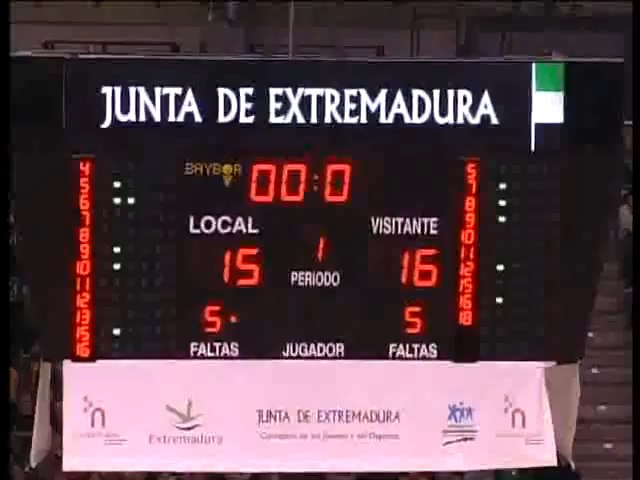 JUNTA DE EXTREMADURA
BAYBOR 00:0
LOCAL VISITANTE
15 1 16
PERIODO
5 5
FALTAS JUGADOR FALTAS
4 5
5 7
6 8
7 9
8 10
9 11
10 12
11 15
12 16
13 18
15
16
JUNTA DE EXTREMADURA
Extremadura